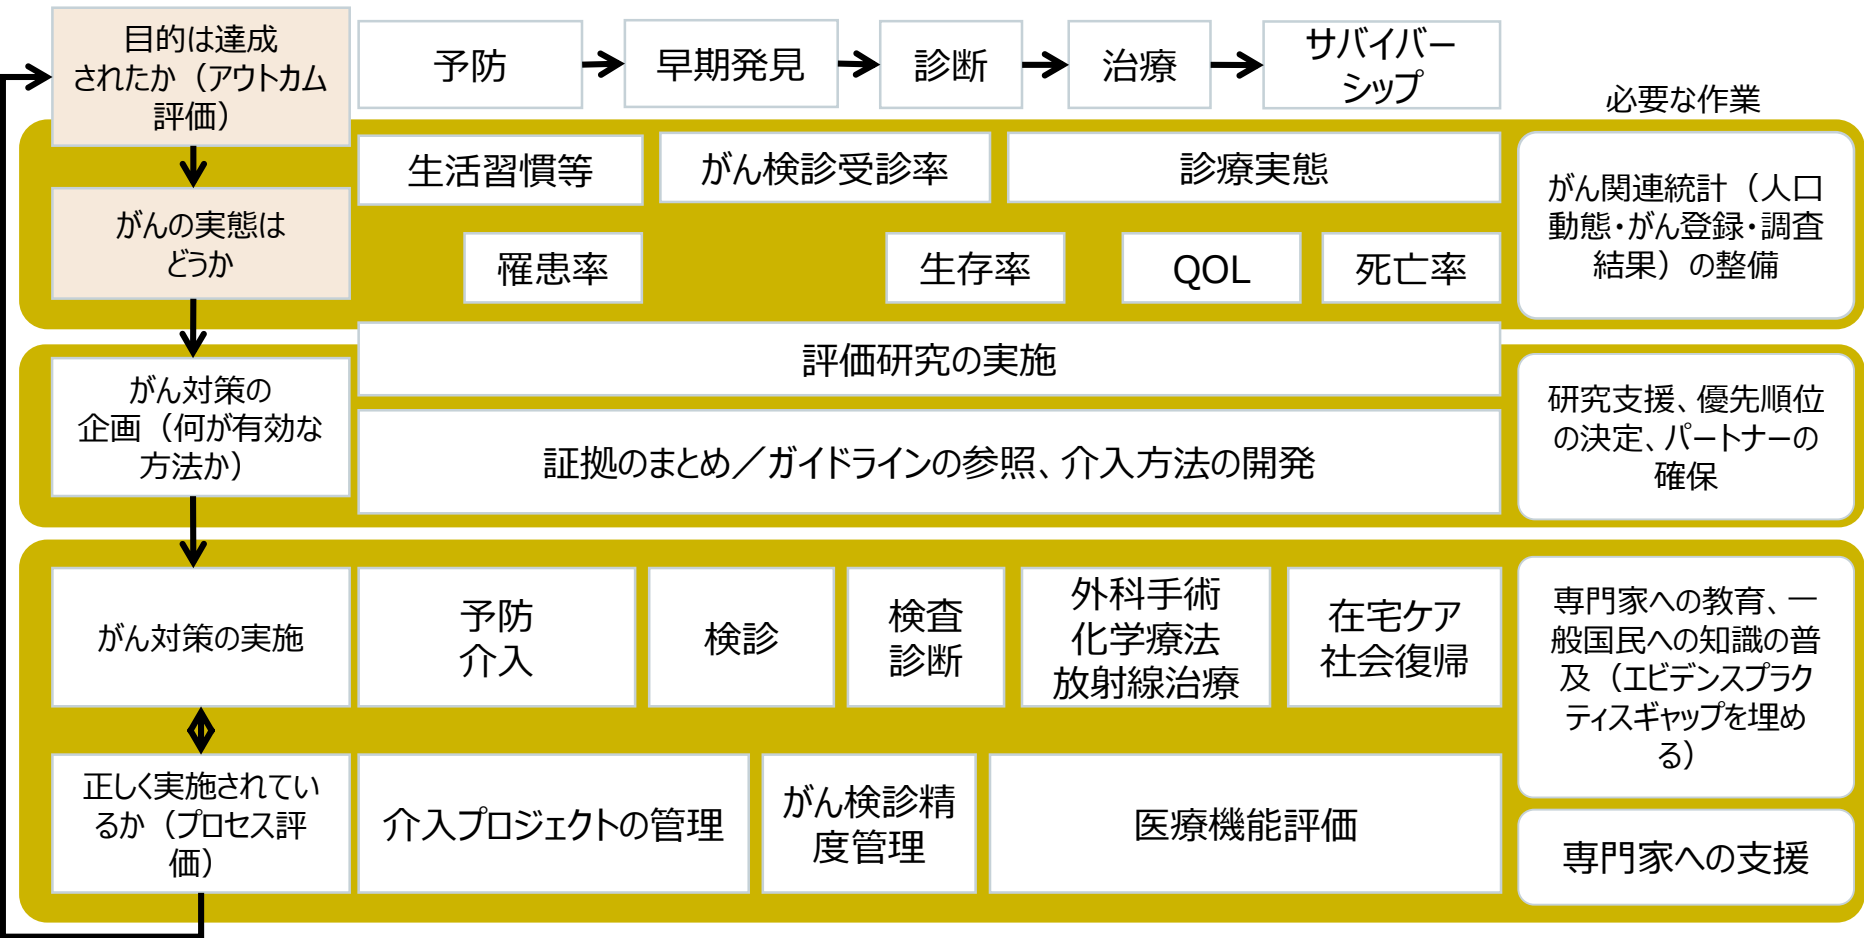 目的は達成
されたか（アウトカム
評価）
予防
早期発見
診断
治療
サバイバー
シップ
必要な作業
がんの実態は
どうか
生活習慣等
がん検診受診率
診療実態
罹患率
生存率
QOL
死亡率
がん関連統計（人口
動態・がん登録・調査
結果）の整備
がん対策の
企画（何が有効な
方法か）
評価研究の実施
証拠のまとめ／ガイドラインの参照、介入方法の開発
研究支援、優先順位
の決定、パートナーの
確保
がん対策の実施
予防
介入
検診
検査
診断
外科手術
化学療法
放射線治療
在宅ケア
社会復帰
専門家への教育、一
般国民への知識の普
及（エビデンスプラク
ティスギャップを埋め
る）
正しく実施されてい
るか（プロセス評
価）
介入プロジェクトの管理
がん検診精
度管理
医療機能評価
専門家への支援